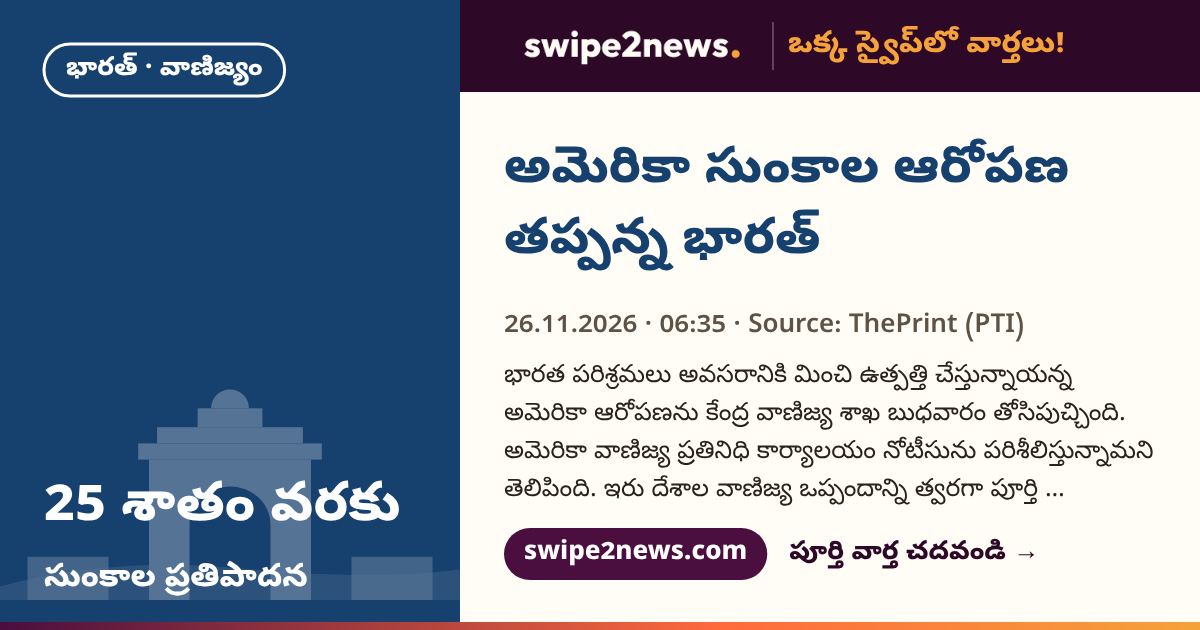 భారత్ · వాణిజ్యం
25 శాతం వరకు
సుంకాల ప్రతిపాదన
swipe2news.
ఒక్క స్వైప్‌లో వార్తలు!
అమెరికా సుంకాల ఆరోపణ
తప్పన్న భారత్
26.11.2026 · 06:35 · Source: ThePrint (PTI)
భారత పరిశ్రమలు అవసరానికి మించి ఉత్పత్తి చేస్తున్నాయన్న
అమెరికా ఆరోపణను కేంద్ర వాణిజ్య శాఖ బుధవారం తోసిపుచ్చింది.
అమెరికా వాణిజ్య ప్రతినిధి కార్యాలయం నోటీసును పరిశీలిస్తున్నామని
తెలిపింది. ఇరు దేశాల వాణిజ్య ఒప్పందాన్ని త్వరగా పూర్తి ...
swipe2news.com
పూర్తి వార్త చదవండి →